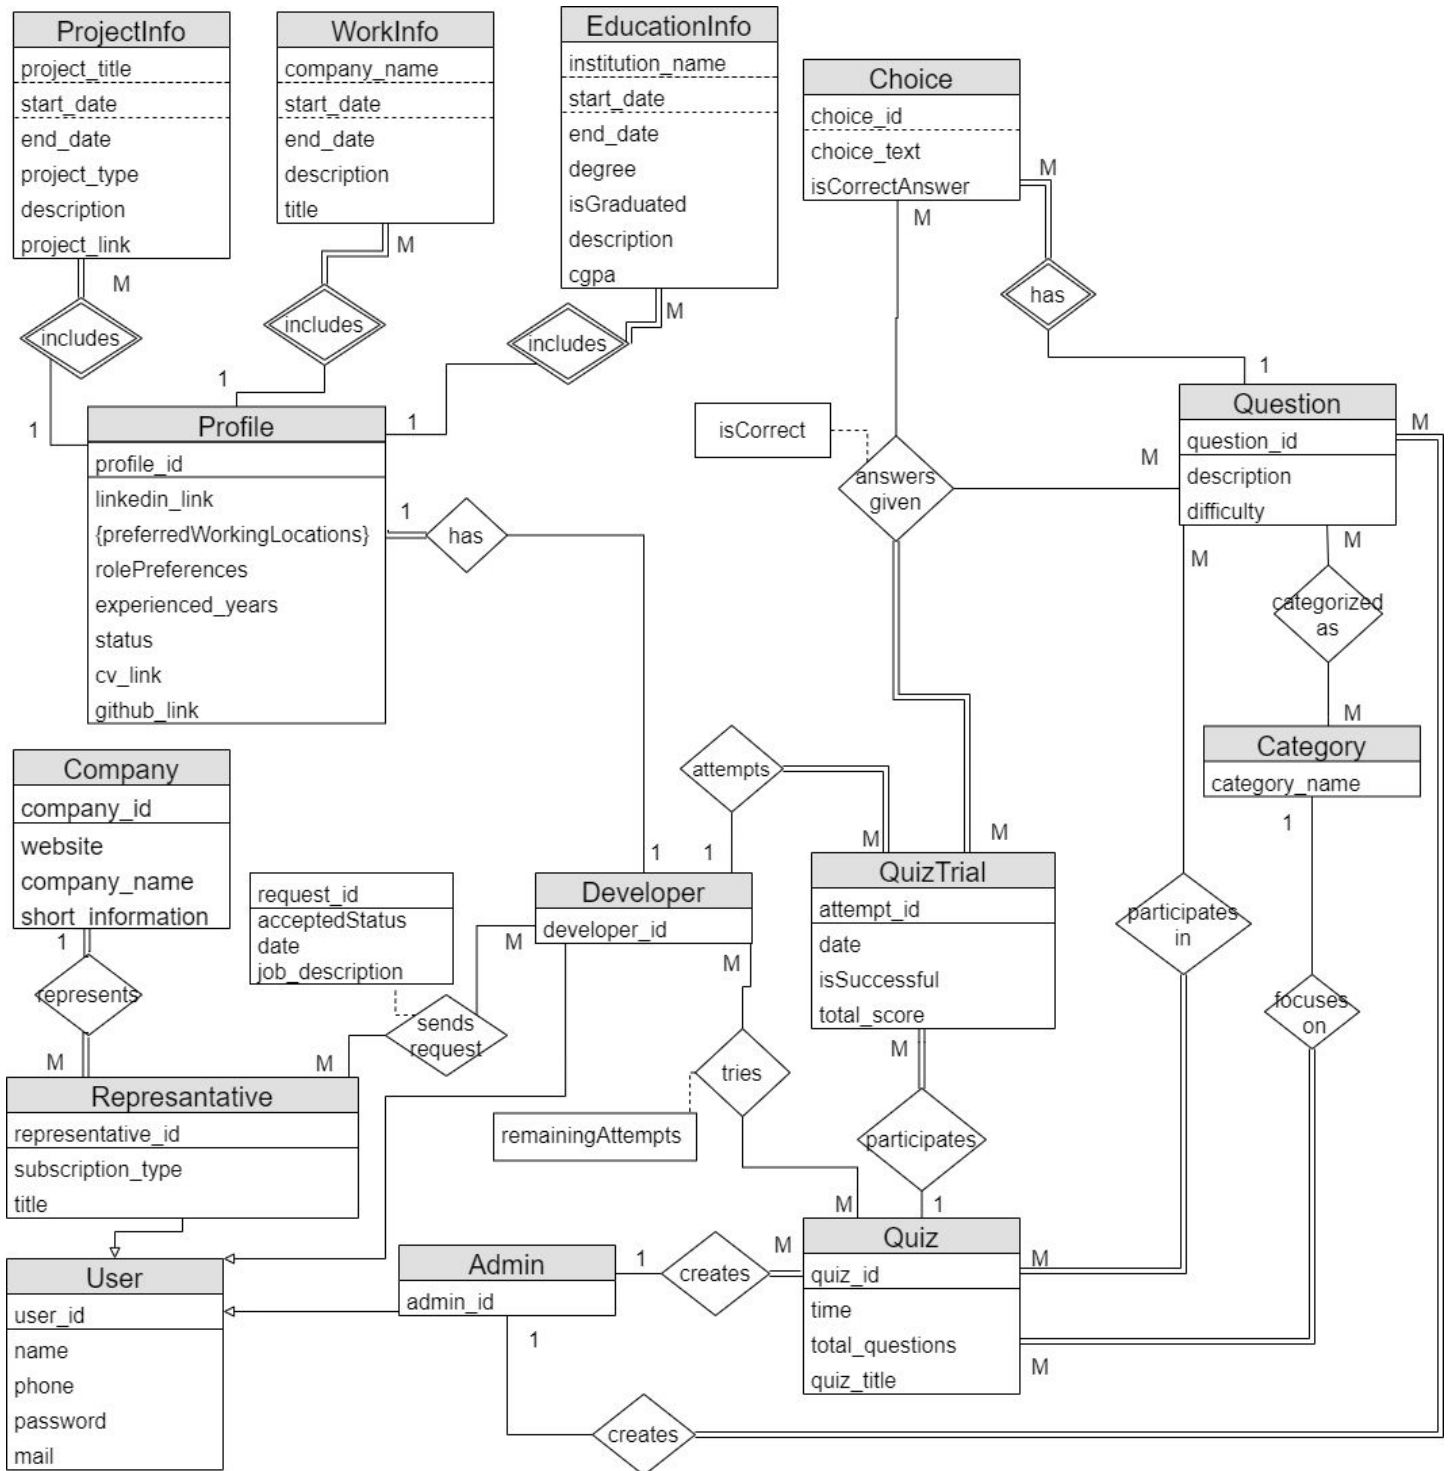 ProjectInfo
project_title
start_date
end_date
project_type
description
project_link
WorkInfo
company_name
start_date
end_date
description
title
EducationInfo
institution_name
start_date
end_date
degree
isGraduated
description
cgpa
Choice
choice_id
choice_text
isCorrectAnswer
M
M
M
M
M
includes
includes
includes
has
1
1
1
1
Profile
profile_id
linkedin_link
{preferredWorkingLocations}
rolePreferences
experienced_years
status
cv_link
github_link
Question
question_id
description
difficulty
M
isCorrect
answers
given
M
1
has
M
M
categorized
as
M
Category
category_name
1
Company
company_id
website
company_name
short_information
attempts
1
1
M
M
Developer
developer_id
QuizTrial
attempt_id
date
isSuccessful
total_score
request_id
acceptedStatus
date
job_description
M
M
participates
in
1
represents
M
sends
request
M
focuses
on
M
tries
remainingAttempts
participates
Represantative
representative_id
subscription_type
title
M
1
User
user_id
name
phone
password
mail
Admin
admin_id
1
creates
M
Quiz
quiz_id
time
total_questions
quiz_title
M
M
1
creates